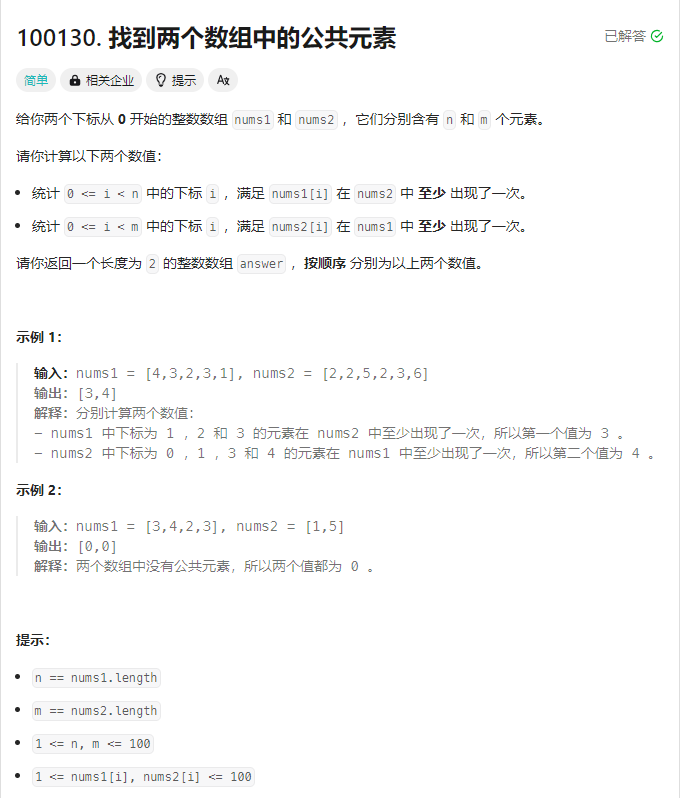 100130. 找到两个数组中的公共元素
已解答
简单 相关企业 提示
给你两个下标从 0 开始的整数数组 nums1 和 nums2 ，它们分别含有 n 和 m 个元素。
请你计算以下两个数值：
• 统计 0 <= i < n 中的下标 i ，满足 nums1[i] 在 nums2 中 至少 出现了一次。
• 统计 0 <= i < m 中的下标 i ，满足 nums2[i] 在 nums1 中 至少 出现了一次。
请你返回一个长度为 2 的整数数组 answer ，按顺序 分别为以上两个数值。
示例 1：
输入：nums1 = [4,3,2,3,1], nums2 = [2,2,5,2,3,6]
输出：[3,4]
解释：分别计算两个数值：
- nums1 中下标为 1 ，2 和 3 的元素在 nums2 中至少出现了一次，所以第一个值为 3 。
- nums2 中下标为 0 ，1 ，3 和 4 的元素在 nums1 中至少出现了一次，所以第二个值为 4 。
示例 2：
输入：nums1 = [3,4,2,3], nums2 = [1,5]
输出：[0,0]
解释：两个数组中没有公共元素，所以两个值都为 0 。
提示：
• n == nums1.length
• m == nums2.length
• 1 <= n, m <= 100
• 1 <= nums1[i], nums2[i] <= 100